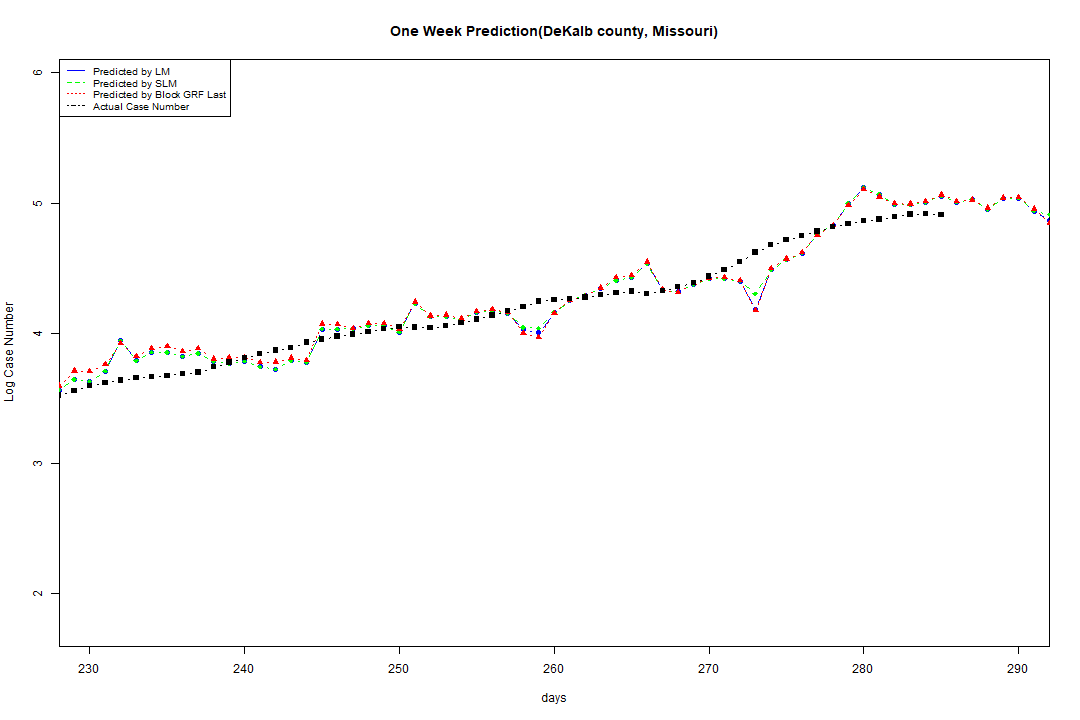 One Week Prediction(DeKalb county, Missouri)
Predicted by LM
Predicted by SLM
Predicted by Block GRF Last
Actual Case Number
6
5
4
3
2
Log Case Number
230 240 250 260 270 280 290
days